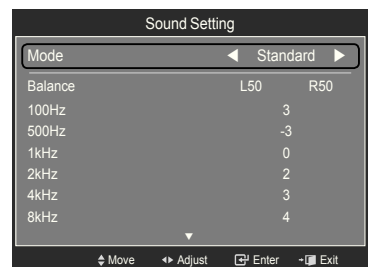 Sound Setting
Mode ◀ Standard ▶
Balance L50 R50
100Hz 3
500Hz -3
1kHz 0
2kHz 2
4kHz 3
8kHz 4
Move Adjust Enter Exit